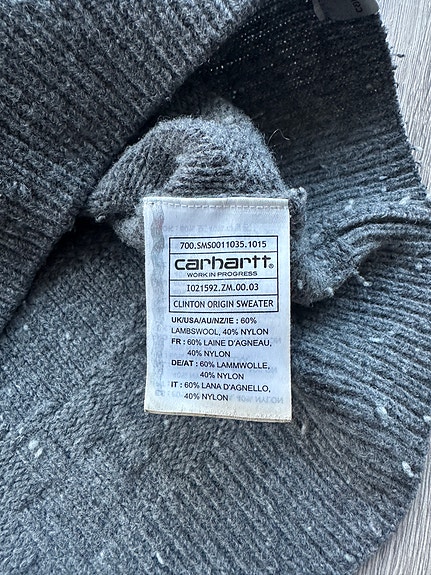 700.SMS0011035.1015
carhartt®
WORK IN PROGRESS
I021592.ZM.00.03
CLINTON ORIGIN SWEATER
UK/USA/AU/NZ/IE : 60%
LAMBSWOOL, 40% NYLON
FR : 60% LAINE D'AGNEAU,
40% NYLON
DE/AT : 60% LAMMWOLLE,
40% NYLON
IT : 60% LANA D'AGNELLO,
40% NYLON